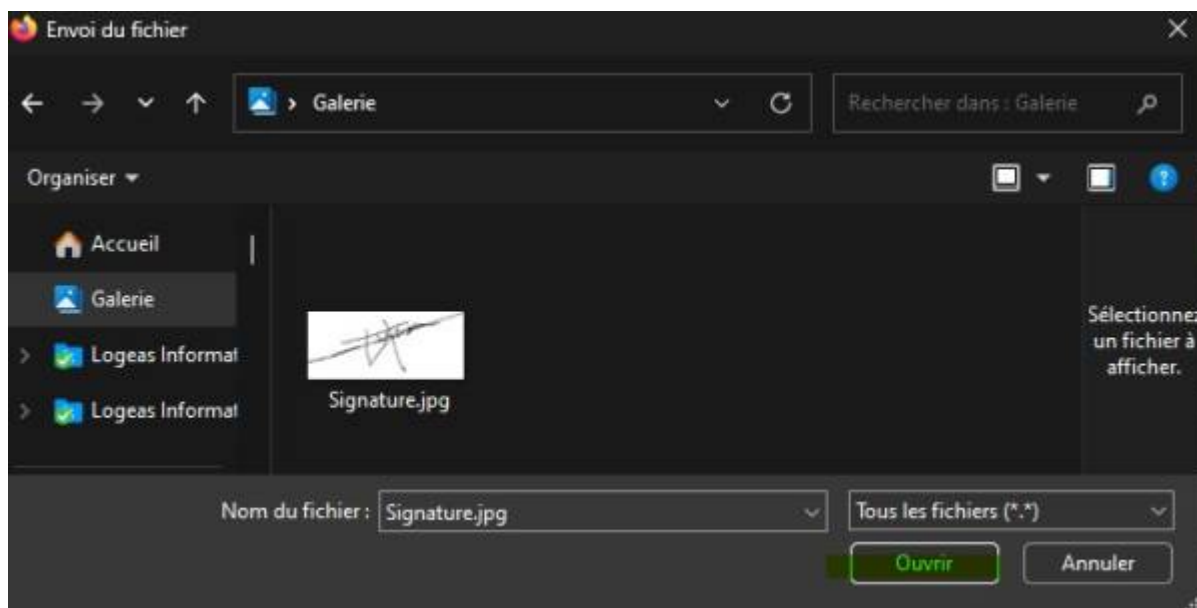 Envoi du fichier
Galerie
Rechercher dans : Galerie
Organiser
Accueil
Galerie
Logeas Informat
Logeas Informat
Signature.jpg
Sélectionnez
un fichier à
afficher.
Nom du fichier : Signature.jpg
Tous les fichiers (*.*)
Ouvrir
Annuler